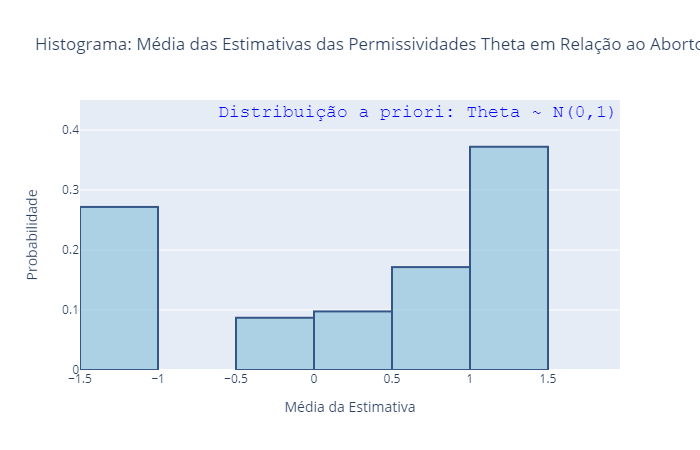 Histograma: Média das Estimativas das Permissividades Theta em Relação ao Aborto
Distribuição a priori: Theta ~ N(0,1)
0.4
0.3
0.2
0.1
0
Probabilidade
−1.5 −1 −0.5 0 0.5 1 1.5
Média da Estimativa